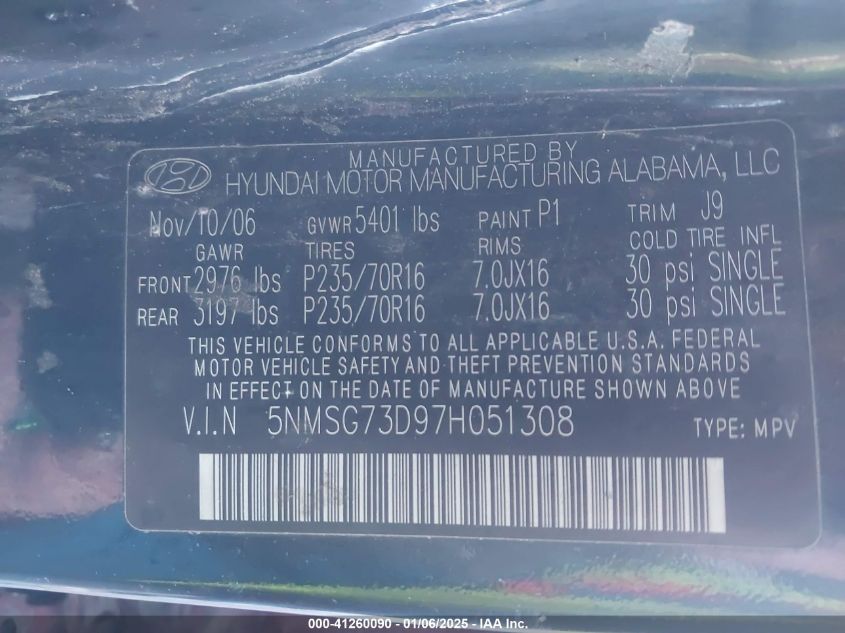 MANUFACTURED BY
HYUNDAI MOTOR MANUFACTURING ALABAMA, LLC
Nov/10/06 GVWR 5401 lbs PAINT P1 TRIM J9
GAWR TIRES RIMS COLD TIRE INFL
FRONT 2976 lbs P235/70R16 7.0JX16 30 psi SINGLE
REAR 3197 lbs P235/70R16 7.0JX16 30 psi SINGLE
THIS VEHICLE CONFORMS TO ALL APPLICABLE U.S.A. FEDERAL
MOTOR VEHICLE SAFETY AND THEFT PREVENTION STANDARDS
IN EFFECT ON THE DATE OF MANUFACTURE SHOWN ABOVE
V.I.N 5NMSG73D97H051308 TYPE: MPV
000-41260090 - 01/06/2025 - IAA Inc.